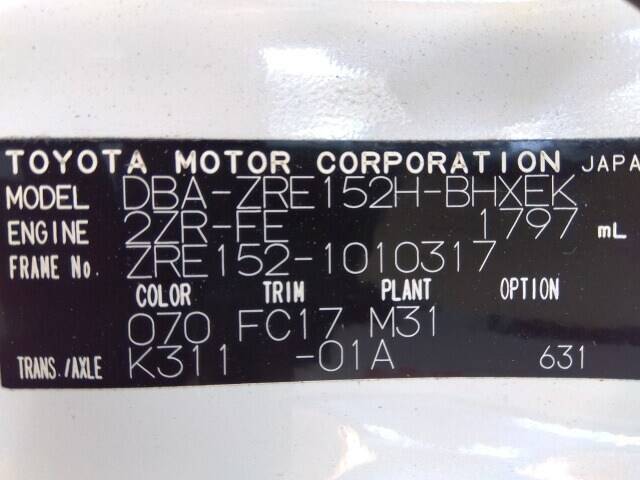 TOYOTA MOTOR CORPORATION JAPA
MODEL DBA-ZRE152H-BHXEK
ENGINE 2ZR-FE 1797 mL
FRAME No. ZRE152-1010317
COLOR TRIM PLANT OPTION
070 FC17 M31
TRANS./AXLE K311 -01A 631